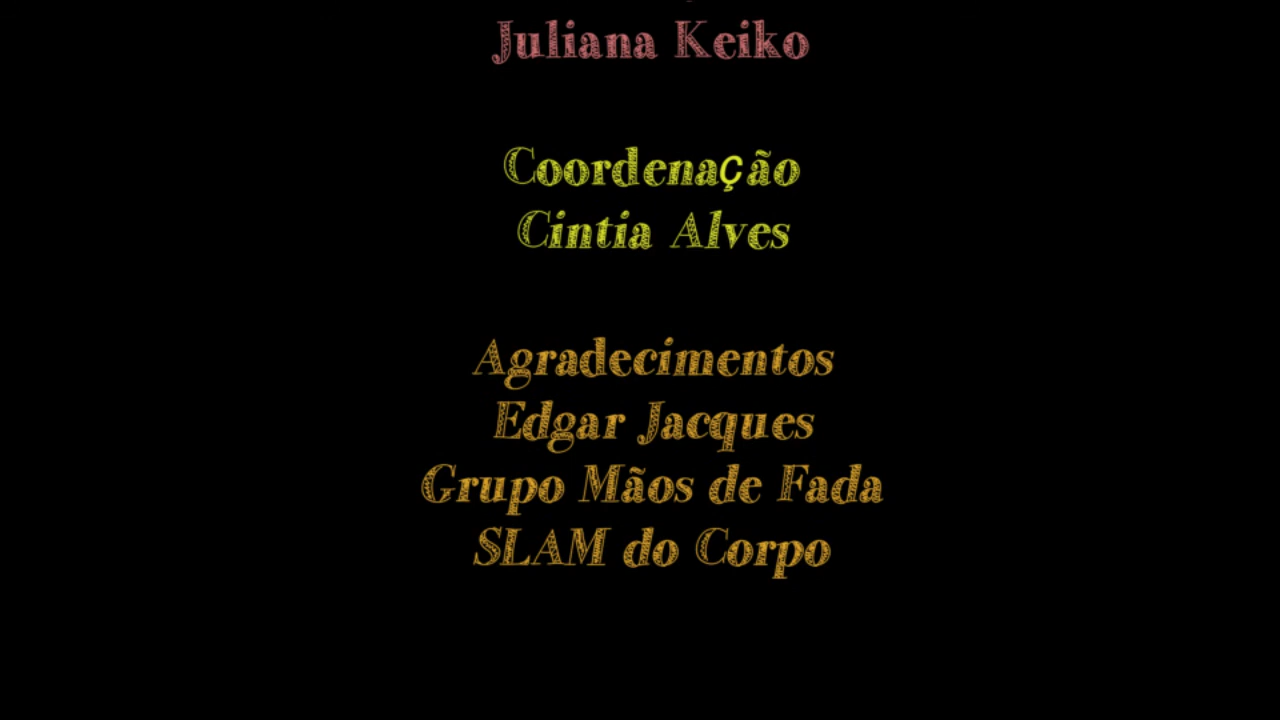 Juliana Keiko
Coordenação
Cintia Alves
Agradecimentos
Edgar Jacques
Grupo Mãos de Fada
SLAM do Corpo